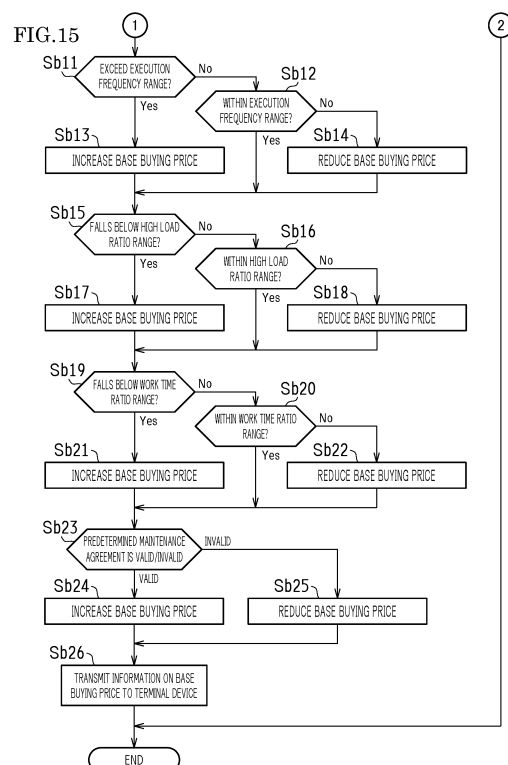 FIG.15
1
2
Sb11
EXCEED EXECUTION
FREQUENCY RANGE?
No
Yes
Sb12
WITHIN EXECUTION
FREQUENCY RANGE?
No
Yes
Sb13
INCREASE BASE BUYING PRICE
Sb14
REDUCE BASE BUYING PRICE
Sb15
FALLS BELOW HIGH LOAD
RATIO RANGE?
No
Yes
Sb16
WITHIN HIGH LOAD
RATIO RANGE?
No
Yes
Sb17
INCREASE BASE BUYING PRICE
Sb18
REDUCE BASE BUYING PRICE
Sb19
FALLS BELOW WORK TIME
RATIO RANGE?
No
Yes
Sb20
WITHIN WORK TIME RATIO
RANGE?
No
Yes
Sb21
INCREASE BASE BUYING PRICE
Sb22
REDUCE BASE BUYING PRICE
Sb23
PREDETERMINED MAINTENANCE
AGREEMENT IS VALID/INVALID
INVALID
VALID
Sb24
INCREASE BASE BUYING PRICE
Sb25
REDUCE BASE BUYING PRICE
Sb26
TRANSMIT INFORMATION ON BASE
BUYING PRICE TO TERMINAL DEVICE
END